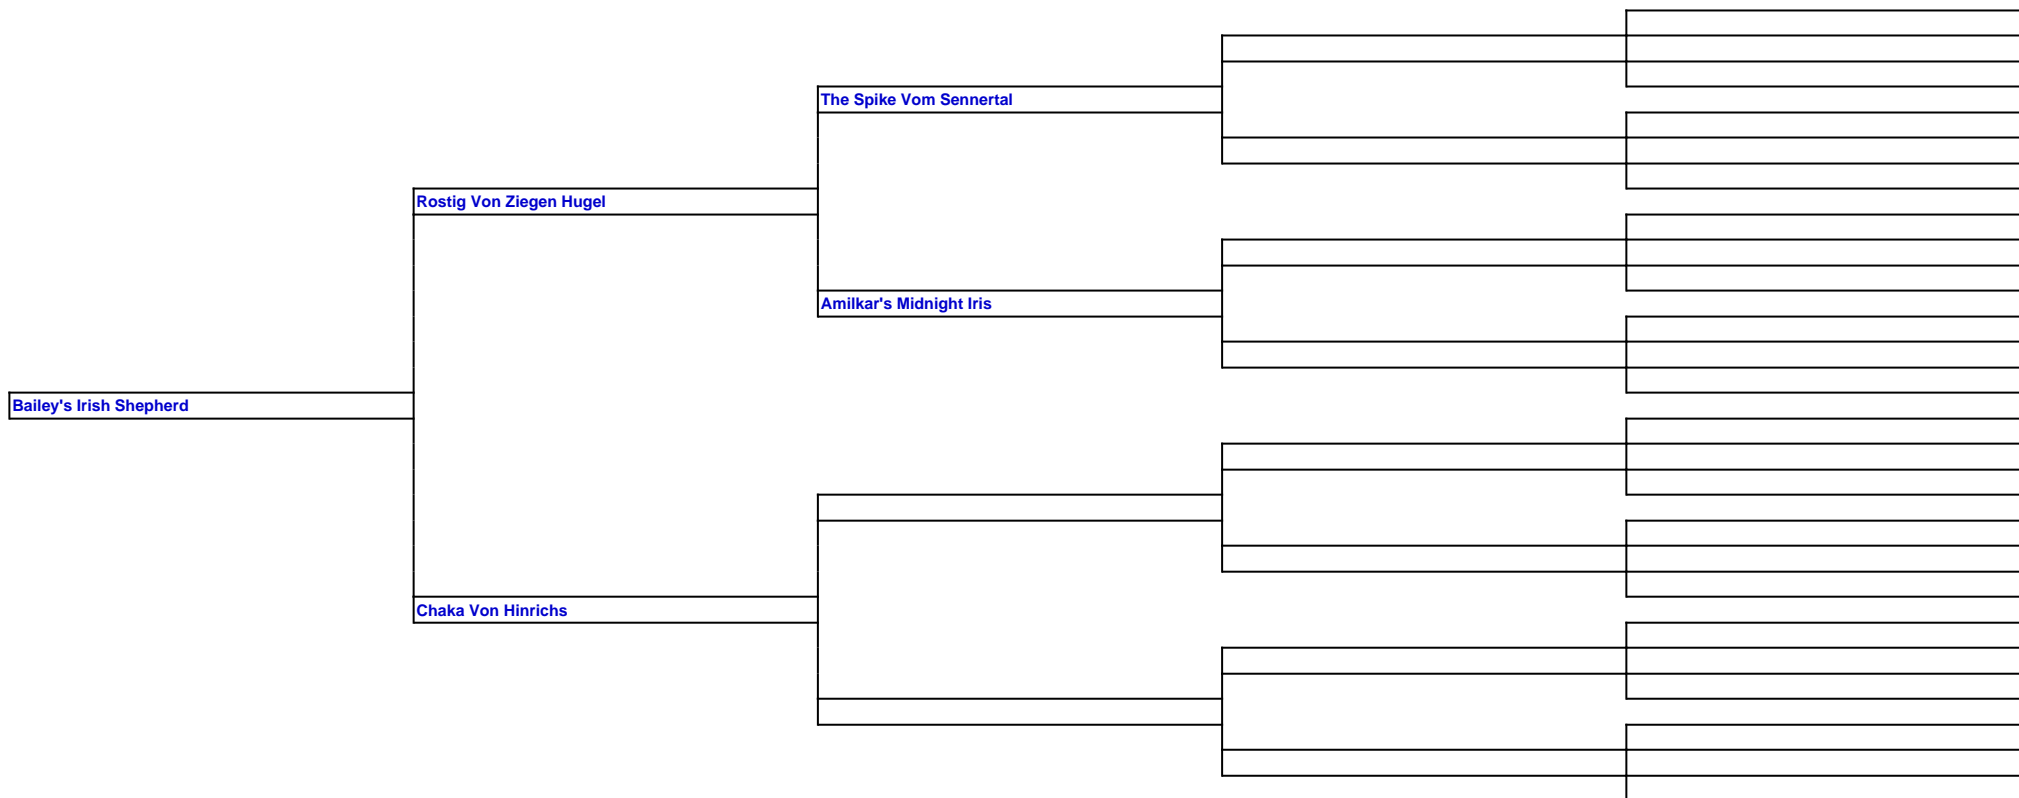 The Spike Vom Sennertal
Rostig Von Ziegen Hugel
Amilkar's Midnight Iris
Bailey's Irish Shepherd
Chaka Von Hinrichs